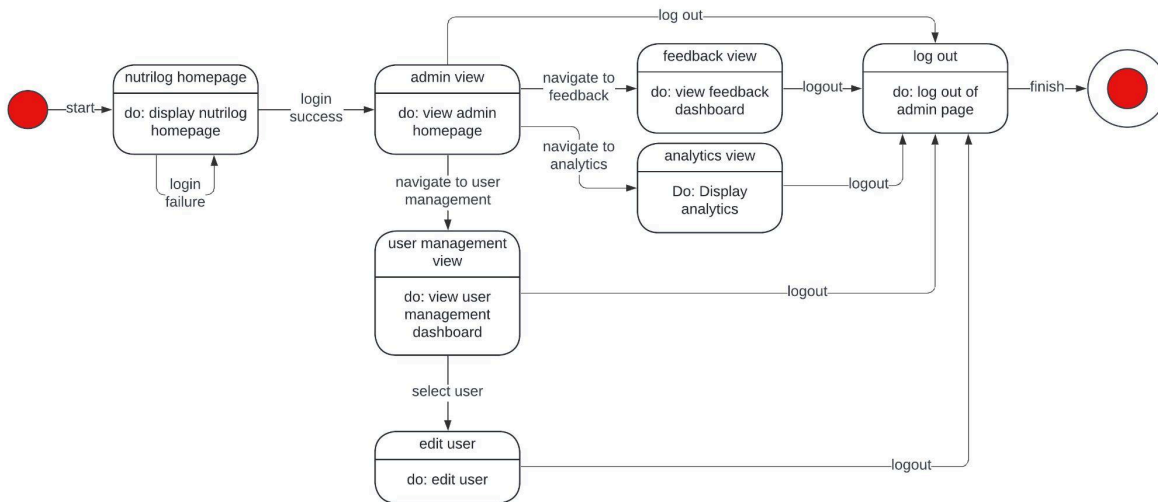 log out
nutrilog homepage
do: display nutrilog
homepage
start
login
success
login
failure
admin view
do: view admin
homepage
navigate to
feedback
feedback view
do: view feedback
dashboard
logout
log out
do: log out of
admin page
finish
navigate to
analytics
analytics view
Do: Display
analytics
logout
navigate to user
management
user management
view
do: view user
management
dashboard
logout
select user
edit user
do: edit user
logout